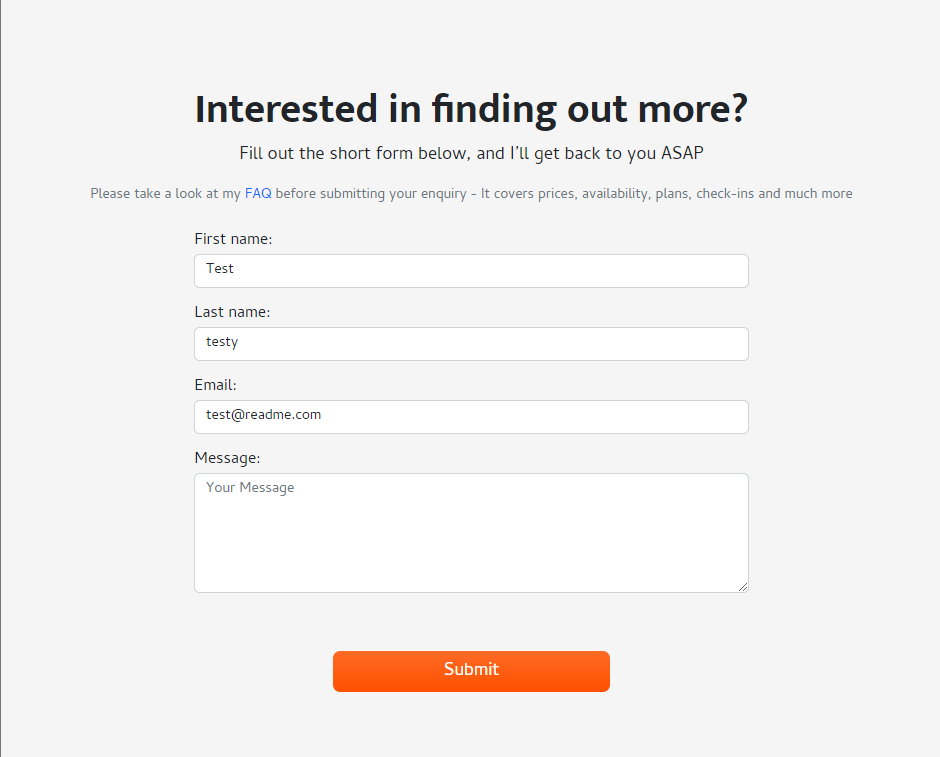 Interested in finding out more?
Fill out the short form below, and I'll get back to you ASAP
Please take a look at my FAQ before submitting your enquiry - It covers prices, availability, plans, check-ins and much more
First name:
Test
Last name:
testy
Email:
test@readme.com
Message:
Your Message
Submit